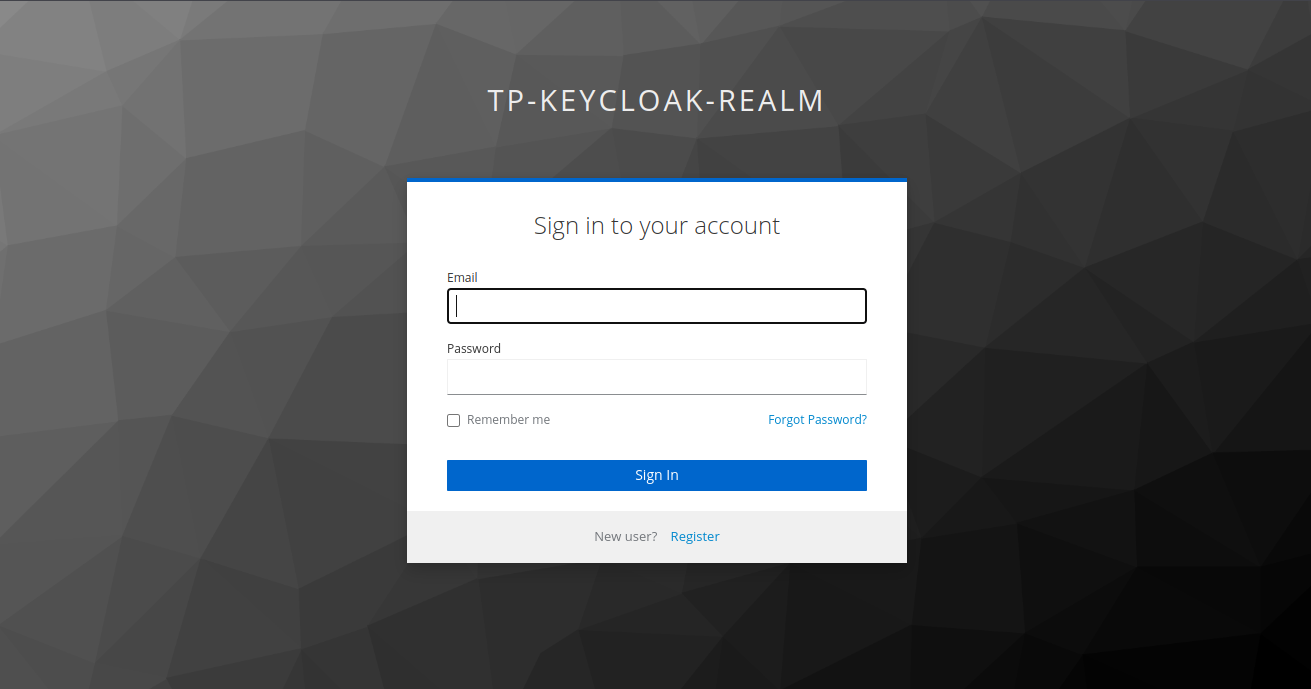 TP-KEYCLOAK-REALM
Sign in to your account
Email
Password
Remember me Forgot Password?
Sign In
New user? Register